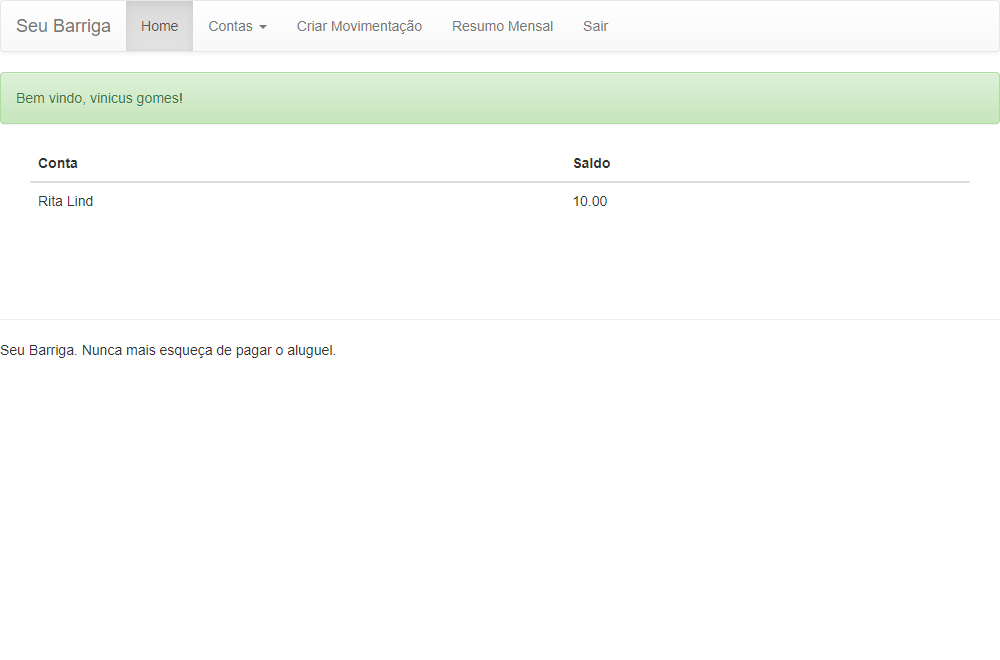 Seu Barriga Home Contas Criar Movimentação Resumo Mensal Sair
Bem vindo, vinicus gomes!
Conta Saldo
Rita Lind 10.00
Seu Barriga. Nunca mais esqueça de pagar o aluguel.